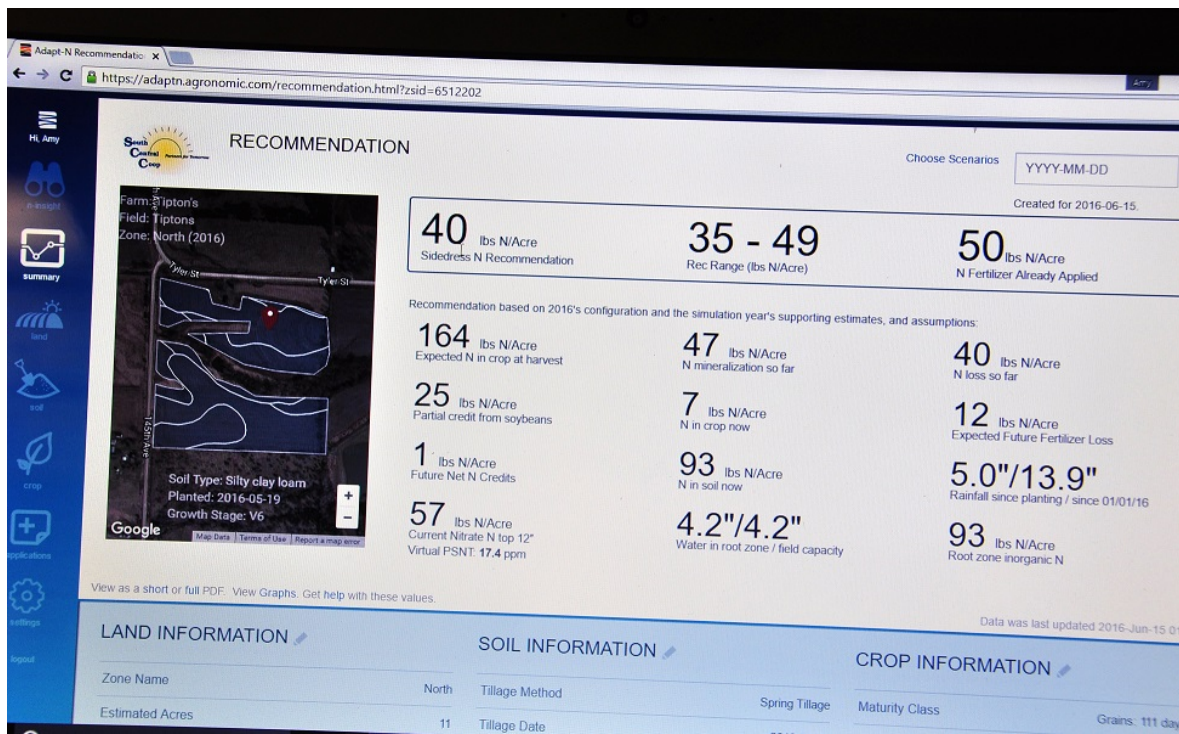 Adapt-N Recommendatio
Amy
https://adaptn.agronomic.com/recommendation.html?zsid=6512202
Hi, Amy
n-insight
summary
land
soil
crop
applications
settings
logout
South
Central
Coop
RECOMMENDATION
Choose Scenarios
YYYY-MM-DD
Created for 2016-06-15.
Farm: Tipton's
Field: Tiptons
Zone: North (2016)
Tyler St
Tyler St
145th Ave
Soil Type: Silty clay loam
Planted: 2016-05-19
Growth Stage: V6
+
−
Google
Map Data
Terms of Use
Report a map error
40 lbs N/Acre
Sidedress N Recommendation
35 - 49
Rec Range (lbs N/Acre)
50 lbs N/Acre
N Fertilizer Already Applied
Recommendation based on 2016's configuration and the simulation year's supporting estimates, and assumptions:
164 lbs N/Acre
Expected N in crop at harvest
47 lbs N/Acre
N mineralization so far
40 lbs N/Acre
N loss so far
25 lbs N/Acre
Partial credit from soybeans
7 lbs N/Acre
N in crop now
12 lbs N/Acre
Expected Future Fertilizer Loss
1 lbs N/Acre
Future Net N Credits
93 lbs N/Acre
N in soil now
5.0"/13.9"
Rainfall since planting / since 01/01/16
57 lbs N/Acre
Current Nitrate N top 12"
Virtual PSNT: 17.4 ppm
4.2"/4.2"
Water in root zone / field capacity
93 lbs N/Acre
Root zone inorganic N
View as a short or full PDF. View Graphs. Get help with these values.
Data was last updated 2016-Jun-15
LAND INFORMATION
Zone Name North
Estimated Acres 11
SOIL INFORMATION
Tillage Method Spring Tillage
Tillage Date
CROP INFORMATION
Maturity Class Grains: 111 day